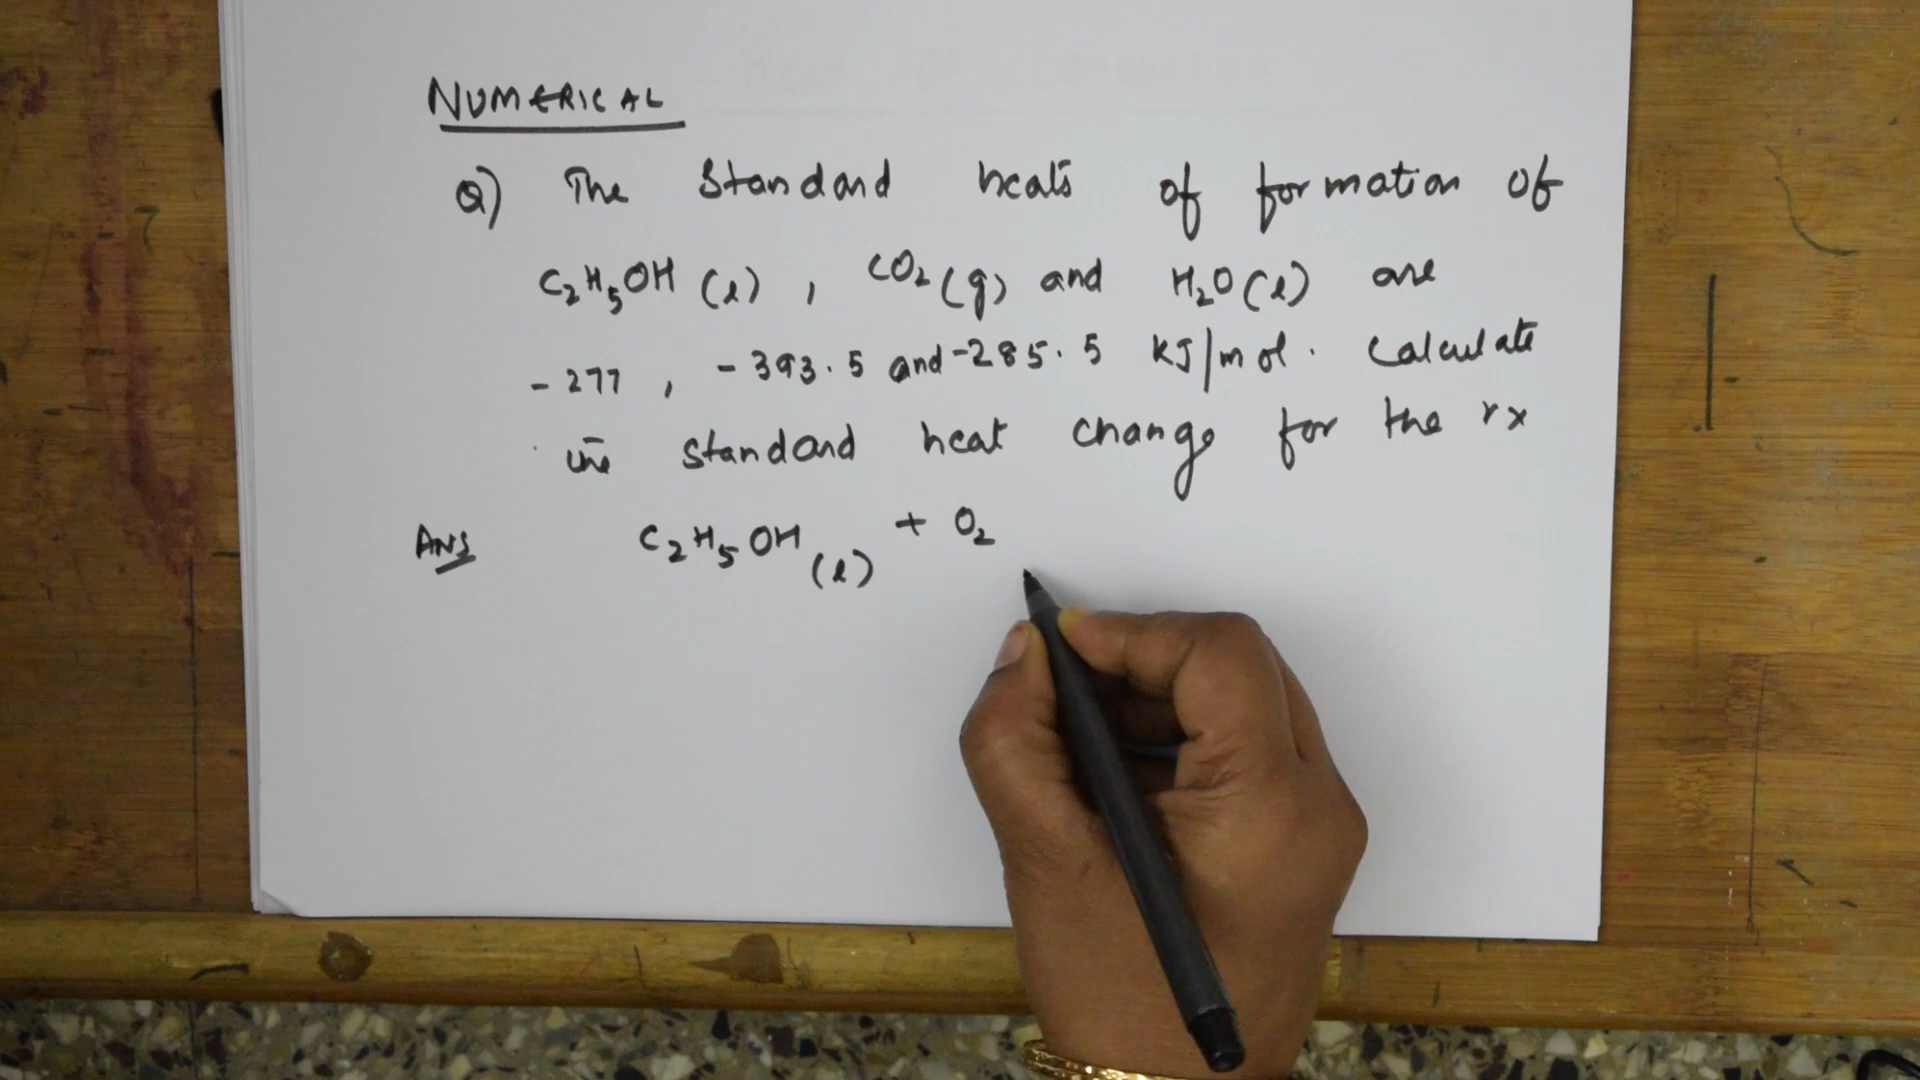 NUMERICAL
Q) The Standard heats of formation of
C₂H₅OH (l) , CO₂(g) and H₂O(l) are
-277 , -393.5 and -285.5 kJ/mol. Calculate
the standard heat change for the rx
Ans C₂H₅OH(l) + O₂